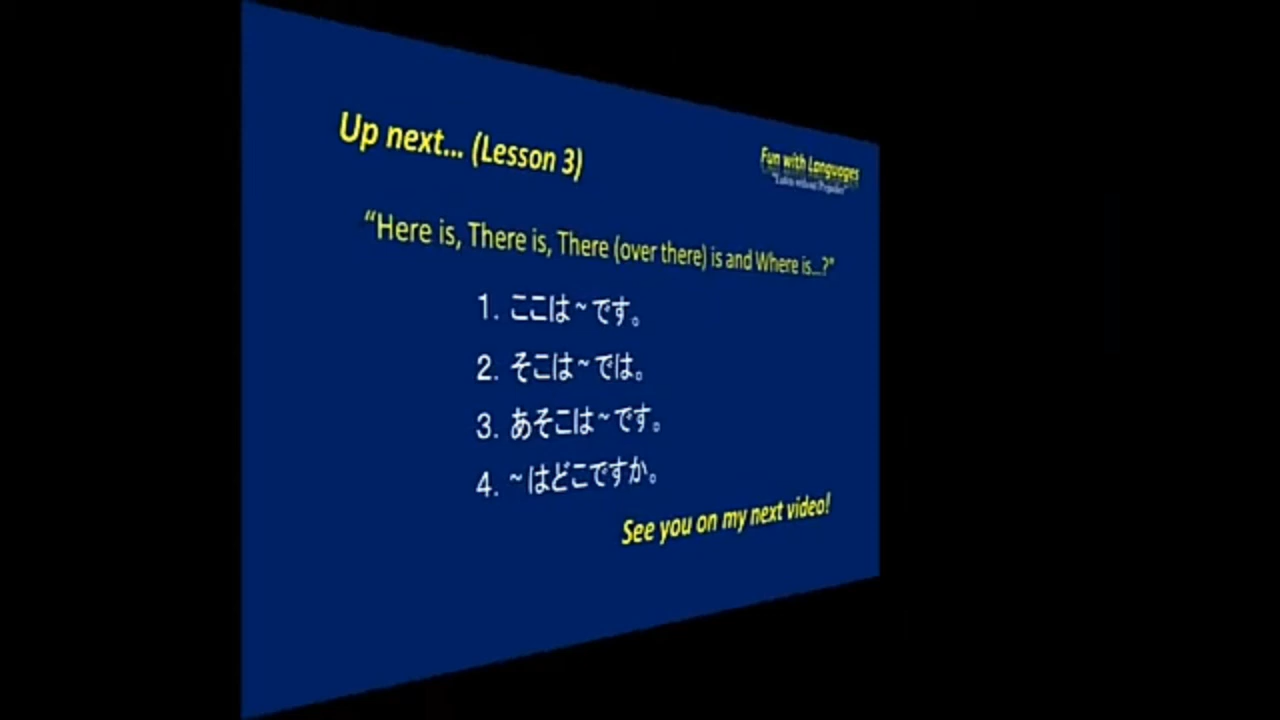 Up next... (Lesson 3)
Fun with Languages
"Here is, There is, There (over there) is and Where is...?"
1. ここは~です。
2. そこは~では。
3. あそこは~です。
4. ~はどこですか。
See you on my next video!